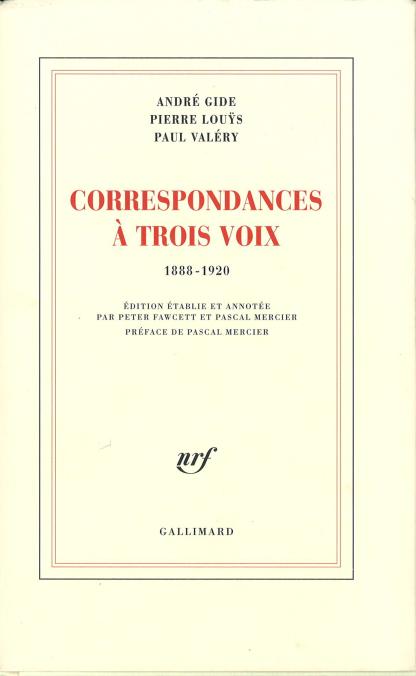 ANDRÉ GIDE
PIERRE LOUŸS
PAUL VALÉRY
CORRESPONDANCES
À TROIS VOIX
1888-1920
ÉDITION ÉTABLIE ET ANNOTÉE
PAR PETER FAWCETT ET PASCAL MERCIER
PRÉFACE DE PASCAL MERCIER
nrf
GALLIMARD